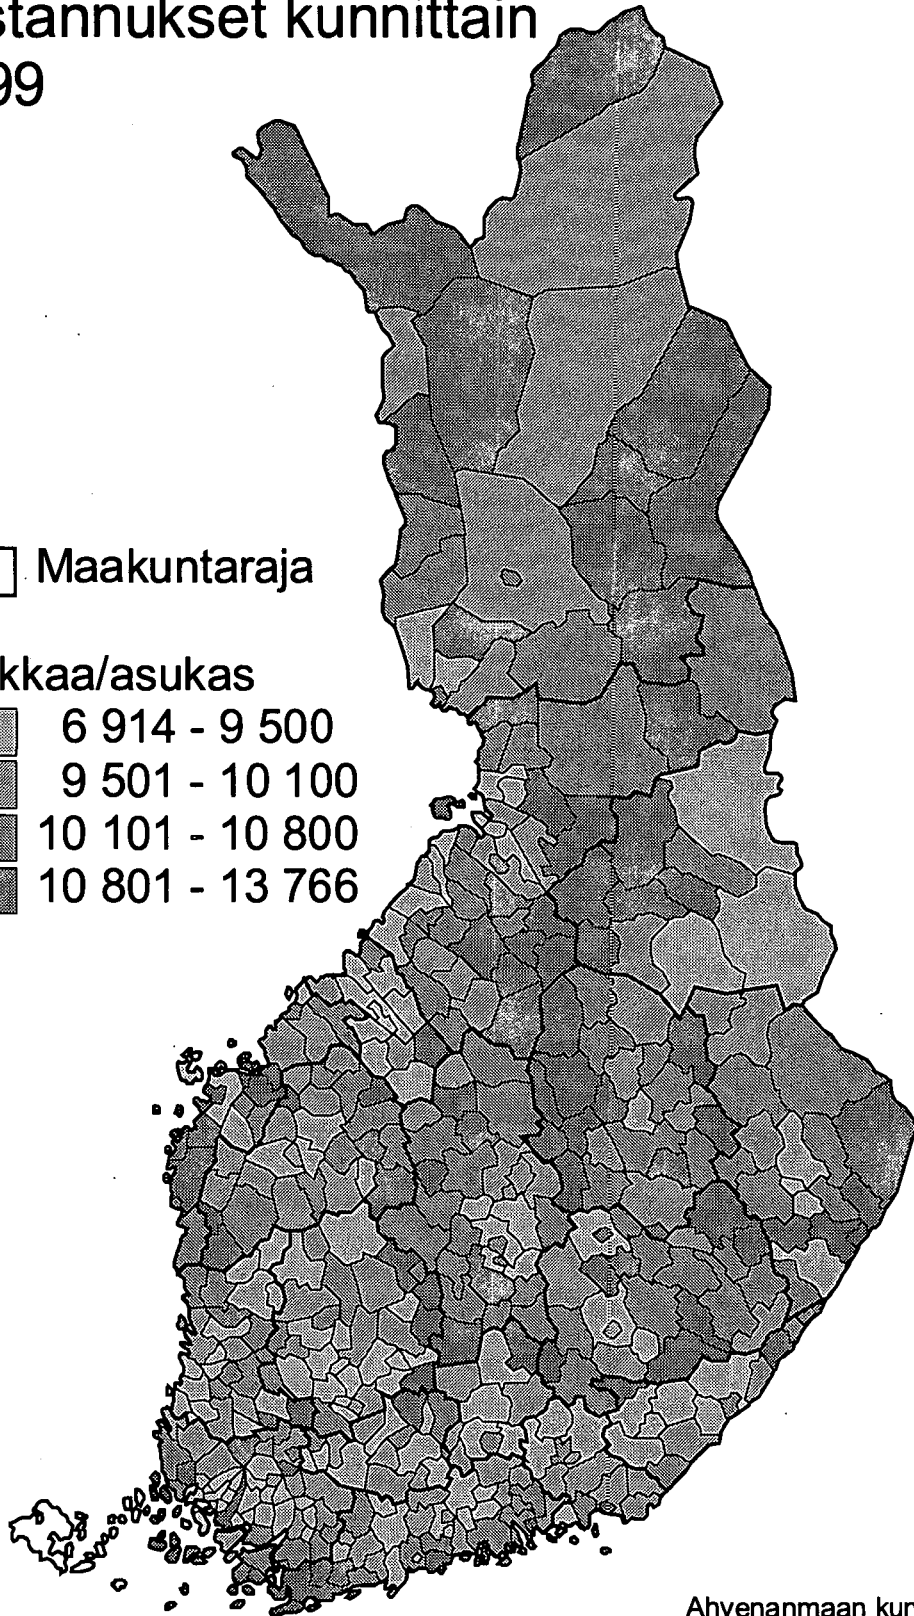 stannukset kunnittain
99
Maakuntaraja
kkaa/asukas
6 914 - 9 500
9 501 - 10 100
10 101 - 10 800
10 801 - 13 766
Ahvenanmaan kun